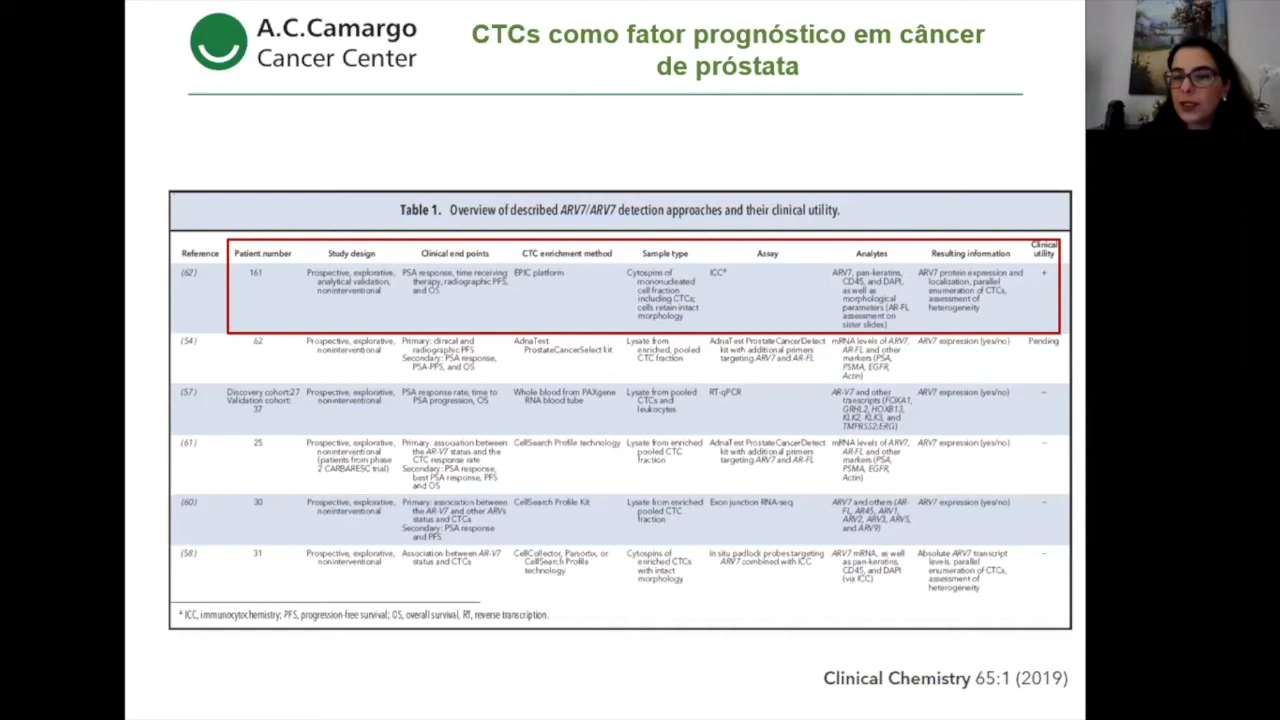 A.C.Camargo
Cancer Center
CTCs como fator prognóstico em câncer
de próstata
Table 1. Overview of described ARV7/ARV7 detection approaches and their clinical utility.
Reference Patient number Study design Clinical end points CTC enrichment method Sample type Assay Analytes Resulting information Clinical utility
(62) 161 Prospective, explorative, PSA response, time receiving EPIC platform Cytospins of ICCª ARV7, pan-keratins, ARV7 protein expression and +
analytical validation, therapy, radiographic PFS, mononucleated CD45, and DAPI, localization, parallel
noninterventional and OS cell fraction as well as enumeration of CTCs,
including CTCs; morphological assessment of
cells retain intact parameters (AR-FL heterogeneity
morphology assessment on
sister slides)
(54) 62 Prospective, explorative, Primary: clinical and AdnaTest Lysate from AdnaTest ProstateCancerDetect mRNA levels of ARV7, ARV7 expression (yes/no) Pending
noninterventional radiographic PFS ProstateCancerSelect kit enriched, pooled kit with additional primers AR-FL and other
Secondary: PSA response, CTC fraction targeting ARV7 and AR-FL markers (PSA,
PSA-PFS, and OS PSMA, EGFR,
Actin)
(57) Discovery cohort:27 Prospective, explorative, PSA response rate, time to Whole blood from PAXgene Lysate from pooled RT-qPCR AR-V7 and other ARV7 expression (yes/no) –
Validation cohort: noninterventional PSA progression, OS RNA blood tube CTCs and transcripts (FOXA1,
37 leukocytes GRHL2, HOXB13,
KLK2, KLK3, and
TMPRSS2:ERG)
(61) 25 Prospective, explorative, Primary: association between CellSearch Profile technology Lysate from enriched AdnaTest ProstateCancerDetect mRNA levels of ARV7, ARV7 expression (yes/no) –
noninterventional the AR-V7 status and the pooled CTC kit with additional primers AR-FL and other
(patients from phase CTC response rate fraction targeting ARV7 and AR-FL markers (PSA,
2 CARBARESC trial) Secondary: PSA response, PSMA, EGFR,
best PSA response, PFS Actin)
and OS
(60) 30 Prospective, explorative, Primary: association between CellSearch Profile Kit Lysate from enriched Exon junction RNA-seq ARV7 and others (AR- ARV7 expression (yes/no) –
noninterventional the AR-V7 and other ARVs pooled CTC FL, AR45, ARV1,
status and CTCs fraction ARV2, ARV3, ARV5,
Secondary: PSA response and ARV9)
and PFS
(58) 31 Prospective, explorative, Association between AR-V7 CellCollector, Parsortix, or Cytospins of In situ padlock probes targeting ARV7 mRNA, as well Absolute ARV7 transcript –
noninterventional status and CTCs CellSearch Profile enriched CTCs ARV7 combined with ICC as pan-keratins, levels, parallel
technology with intact CD45, and DAPI enumeration of CTCs,
morphology (via ICC) assessment of
heterogeneity
ª ICC, immunocytochemistry; PFS, progression-free survival; OS, overall survival, RT, reverse transcription.
Clinical Chemistry 65:1 (2019)